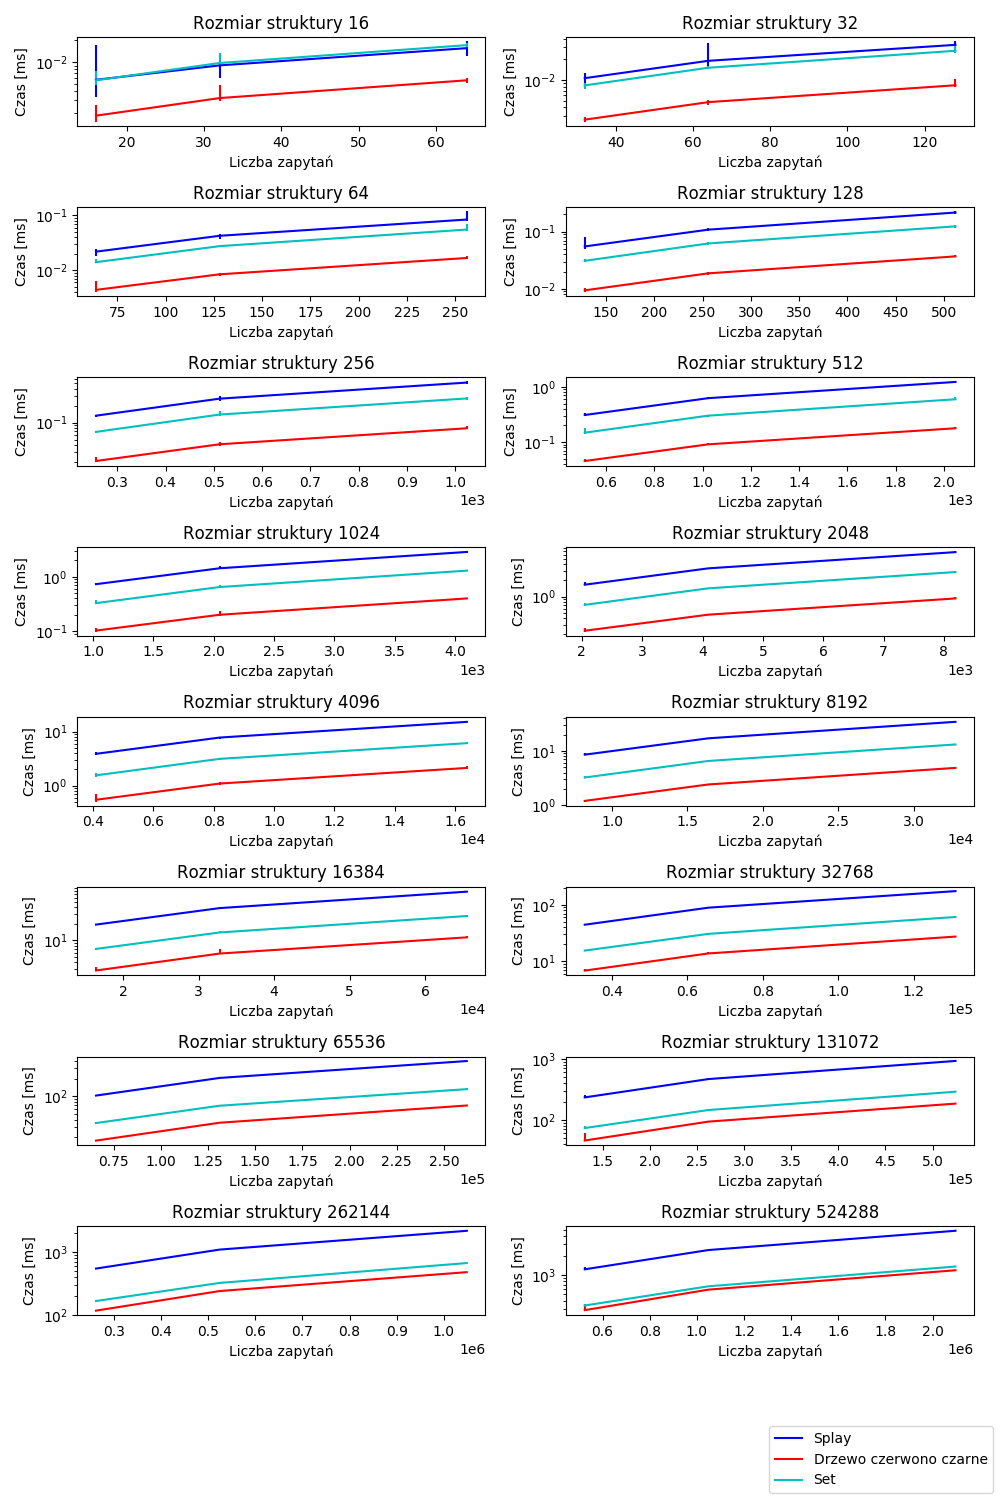 Rozmiar struktury 16
Czas [ms]
10⁻²
20 30 40 50 60
Liczba zapytań
Rozmiar struktury 32
Czas [ms]
10⁻²
40 60 80 100 120
Liczba zapytań
Rozmiar struktury 64
Czas [ms]
10⁻¹
10⁻²
75 100 125 150 175 200 225 250
Liczba zapytań
Rozmiar struktury 128
Czas [ms]
10⁻¹
10⁻²
150 200 250 300 350 400 450 500
Liczba zapytań
Rozmiar struktury 256
Czas [ms]
10⁻¹
0.3 0.4 0.5 0.6 0.7 0.8 0.9 1.0
Liczba zapytań
1e3
Rozmiar struktury 512
Czas [ms]
10⁰
10⁻¹
0.6 0.8 1.0 1.2 1.4 1.6 1.8 2.0
Liczba zapytań
1e3
Rozmiar struktury 1024
Czas [ms]
10⁰
10⁻¹
1.0 1.5 2.0 2.5 3.0 3.5 4.0
Liczba zapytań
1e3
Rozmiar struktury 2048
Czas [ms]
10⁰
2 3 4 5 6 7 8
Liczba zapytań
1e3
Rozmiar struktury 4096
Czas [ms]
10¹
10⁰
0.4 0.6 0.8 1.0 1.2 1.4 1.6
Liczba zapytań
1e4
Rozmiar struktury 8192
Czas [ms]
10¹
10⁰
1.0 1.5 2.0 2.5 3.0
Liczba zapytań
1e4
Rozmiar struktury 16384
Czas [ms]
10¹
2 3 4 5 6
Liczba zapytań
1e4
Rozmiar struktury 32768
Czas [ms]
10²
10¹
0.4 0.6 0.8 1.0 1.2
Liczba zapytań
1e5
Rozmiar struktury 65536
Czas [ms]
10²
0.75 1.00 1.25 1.50 1.75 2.00 2.25 2.50
Liczba zapytań
1e5
Rozmiar struktury 131072
Czas [ms]
10³
10²
1.5 2.0 2.5 3.0 3.5 4.0 4.5 5.0
Liczba zapytań
1e5
Rozmiar struktury 262144
Czas [ms]
10³
10²
0.3 0.4 0.5 0.6 0.7 0.8 0.9 1.0
Liczba zapytań
1e6
Rozmiar struktury 524288
Czas [ms]
10³
0.6 0.8 1.0 1.2 1.4 1.6 1.8 2.0
Liczba zapytań
1e6
Splay
Drzewo czerwono czarne
Set